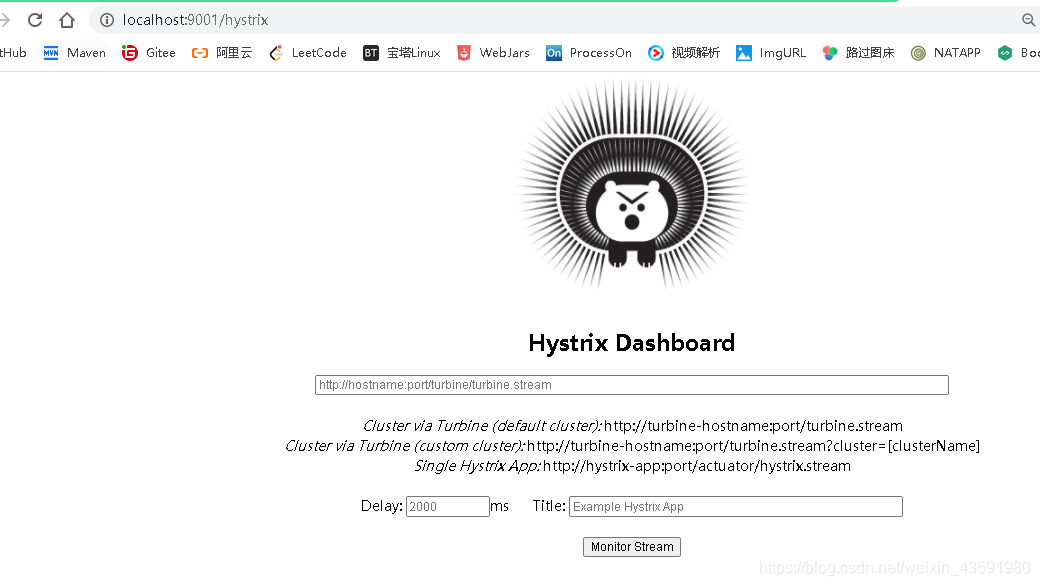 localhost:9001/hystrix
tHub Maven Gitee 阿里云 LeetCode BT 宝塔Linux WebJars On ProcessOn 视频解析 ImgURL 路过图床 NATAPP Boo
Hystrix Dashboard
http://hostname:port/turbine/turbine.stream
Cluster via Turbine (default cluster): http://turbine-hostname:port/turbine.stream
Cluster via Turbine (custom cluster): http://turbine-hostname:port/turbine.stream?cluster=[clusterName]
Single Hystrix App: http://hystrix-app:port/actuator/hystrix.stream
Delay: 2000 ms Title: Example Hystrix App
Monitor Stream
https://blog.csdn.net/weixin_43591980